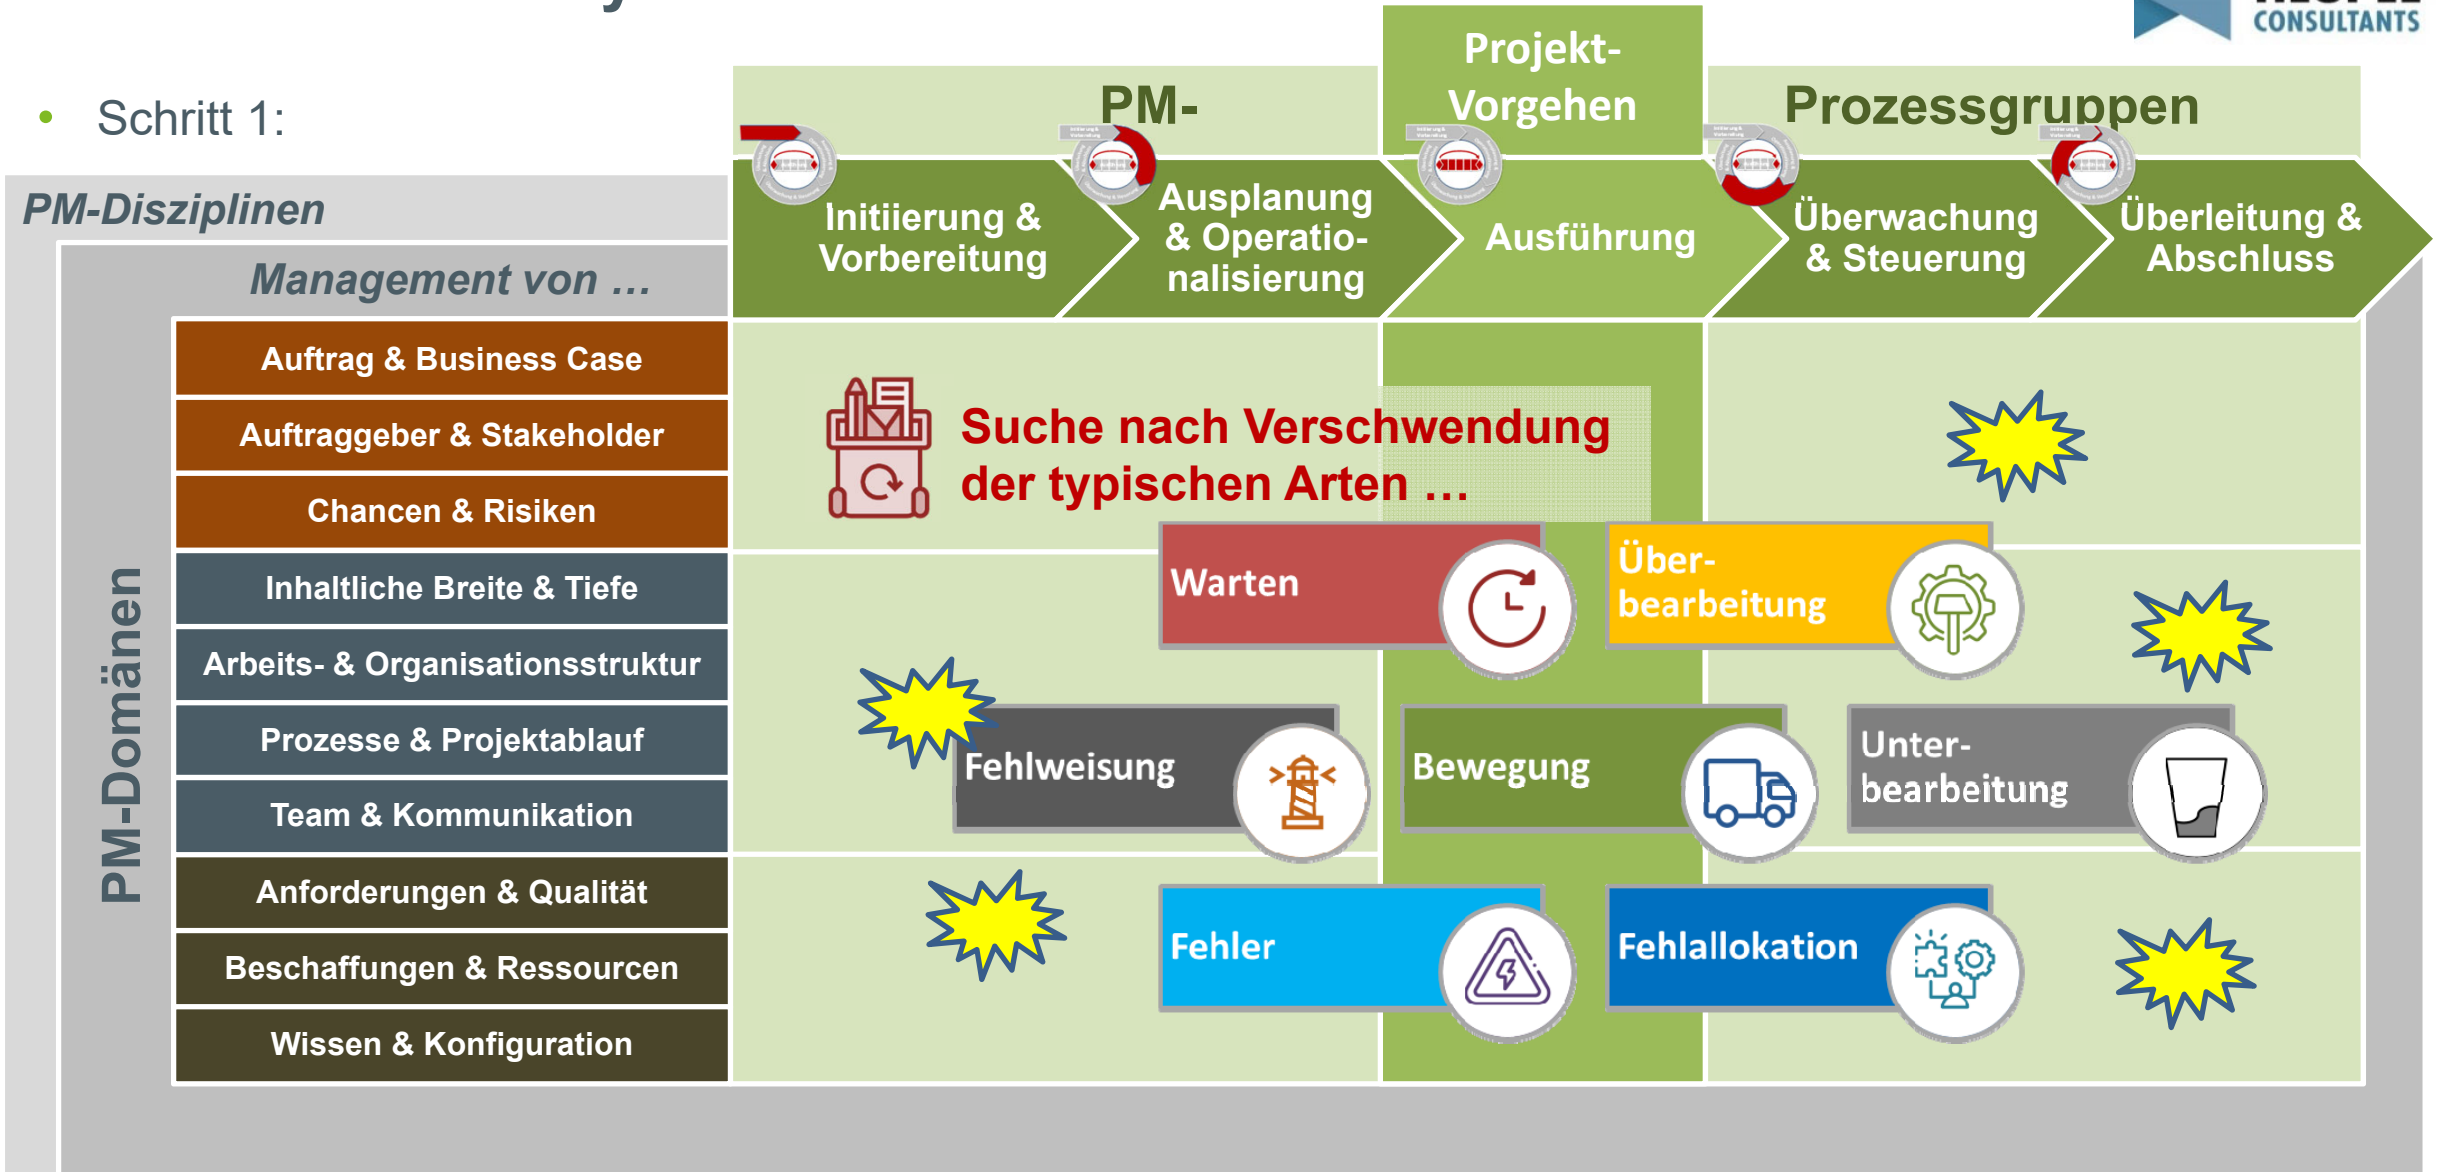 CONSULTANTS
• Schritt 1:
PM-
Projekt-
Vorgehen
Prozessgruppen
PM-Disziplinen
Management von …
Initiierung &
Vorbereitung
Ausplanung
& Operatio-
nalisierung
Ausführung
Überwachung
& Steuerung
Überleitung &
Abschluss
PM-Domänen
Auftrag & Business Case
Auftraggeber & Stakeholder
Chancen & Risiken
Inhaltliche Breite & Tiefe
Arbeits- & Organisationsstruktur
Prozesse & Projektablauf
Team & Kommunikation
Anforderungen & Qualität
Beschaffungen & Ressourcen
Wissen & Konfiguration
Suche nach Verschwendung
der typischen Arten …
Warten
Über-
bearbeitung
Fehlweisung
Bewegung
Unter-
bearbeitung
Fehler
Fehlallokation